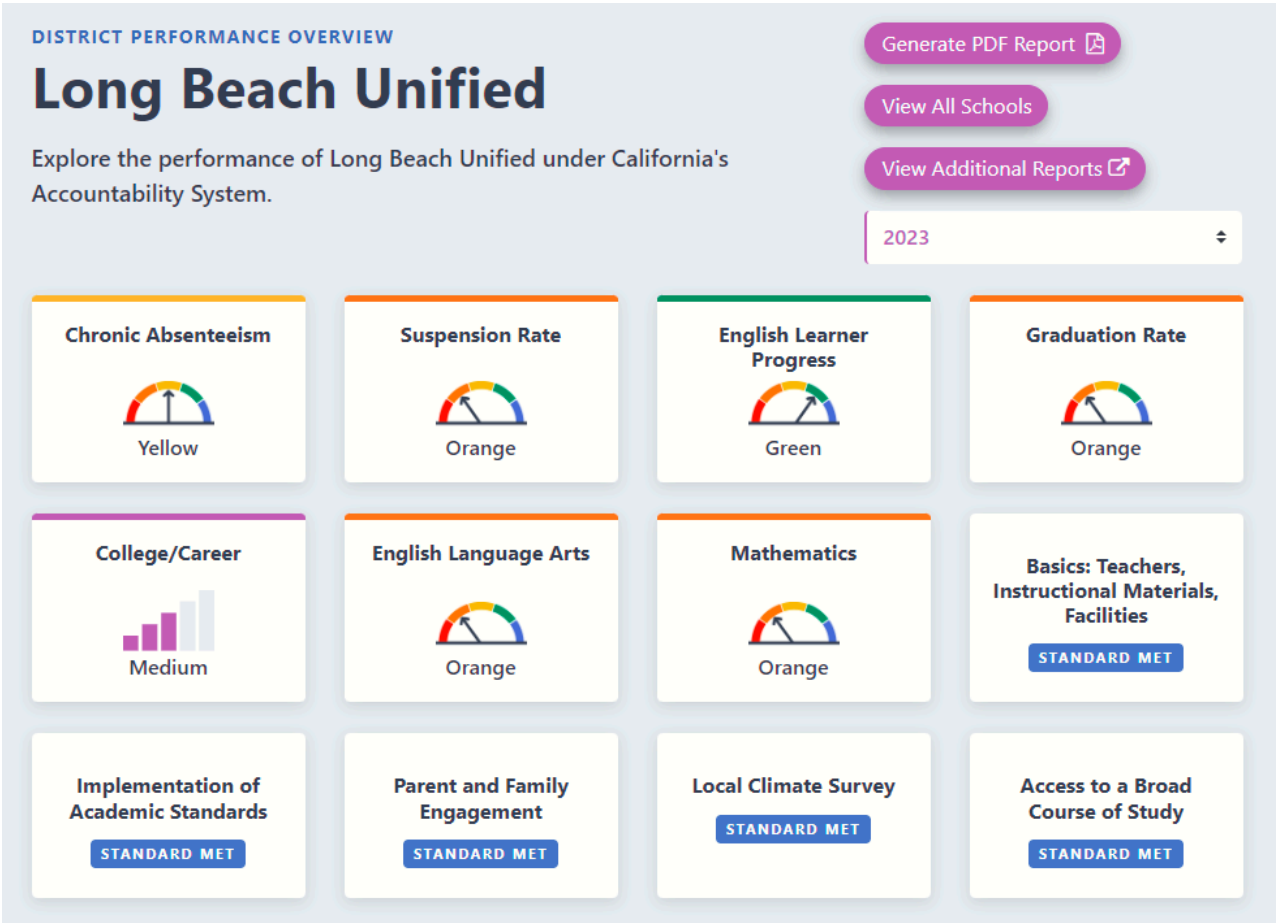 DISTRICT PERFORMANCE OVERVIEW
Long Beach Unified
Explore the performance of Long Beach Unified under California's
Accountability System.
Generate PDF Report
View All Schools
View Additional Reports
2023
Chronic Absenteeism
Yellow
Suspension Rate
Orange
English Learner
Progress
Green
Graduation Rate
Orange
College/Career
Medium
English Language Arts
Orange
Mathematics
Orange
Basics: Teachers,
Instructional Materials,
Facilities
STANDARD MET
Implementation of
Academic Standards
STANDARD MET
Parent and Family
Engagement
STANDARD MET
Local Climate Survey
STANDARD MET
Access to a Broad
Course of Study
STANDARD MET